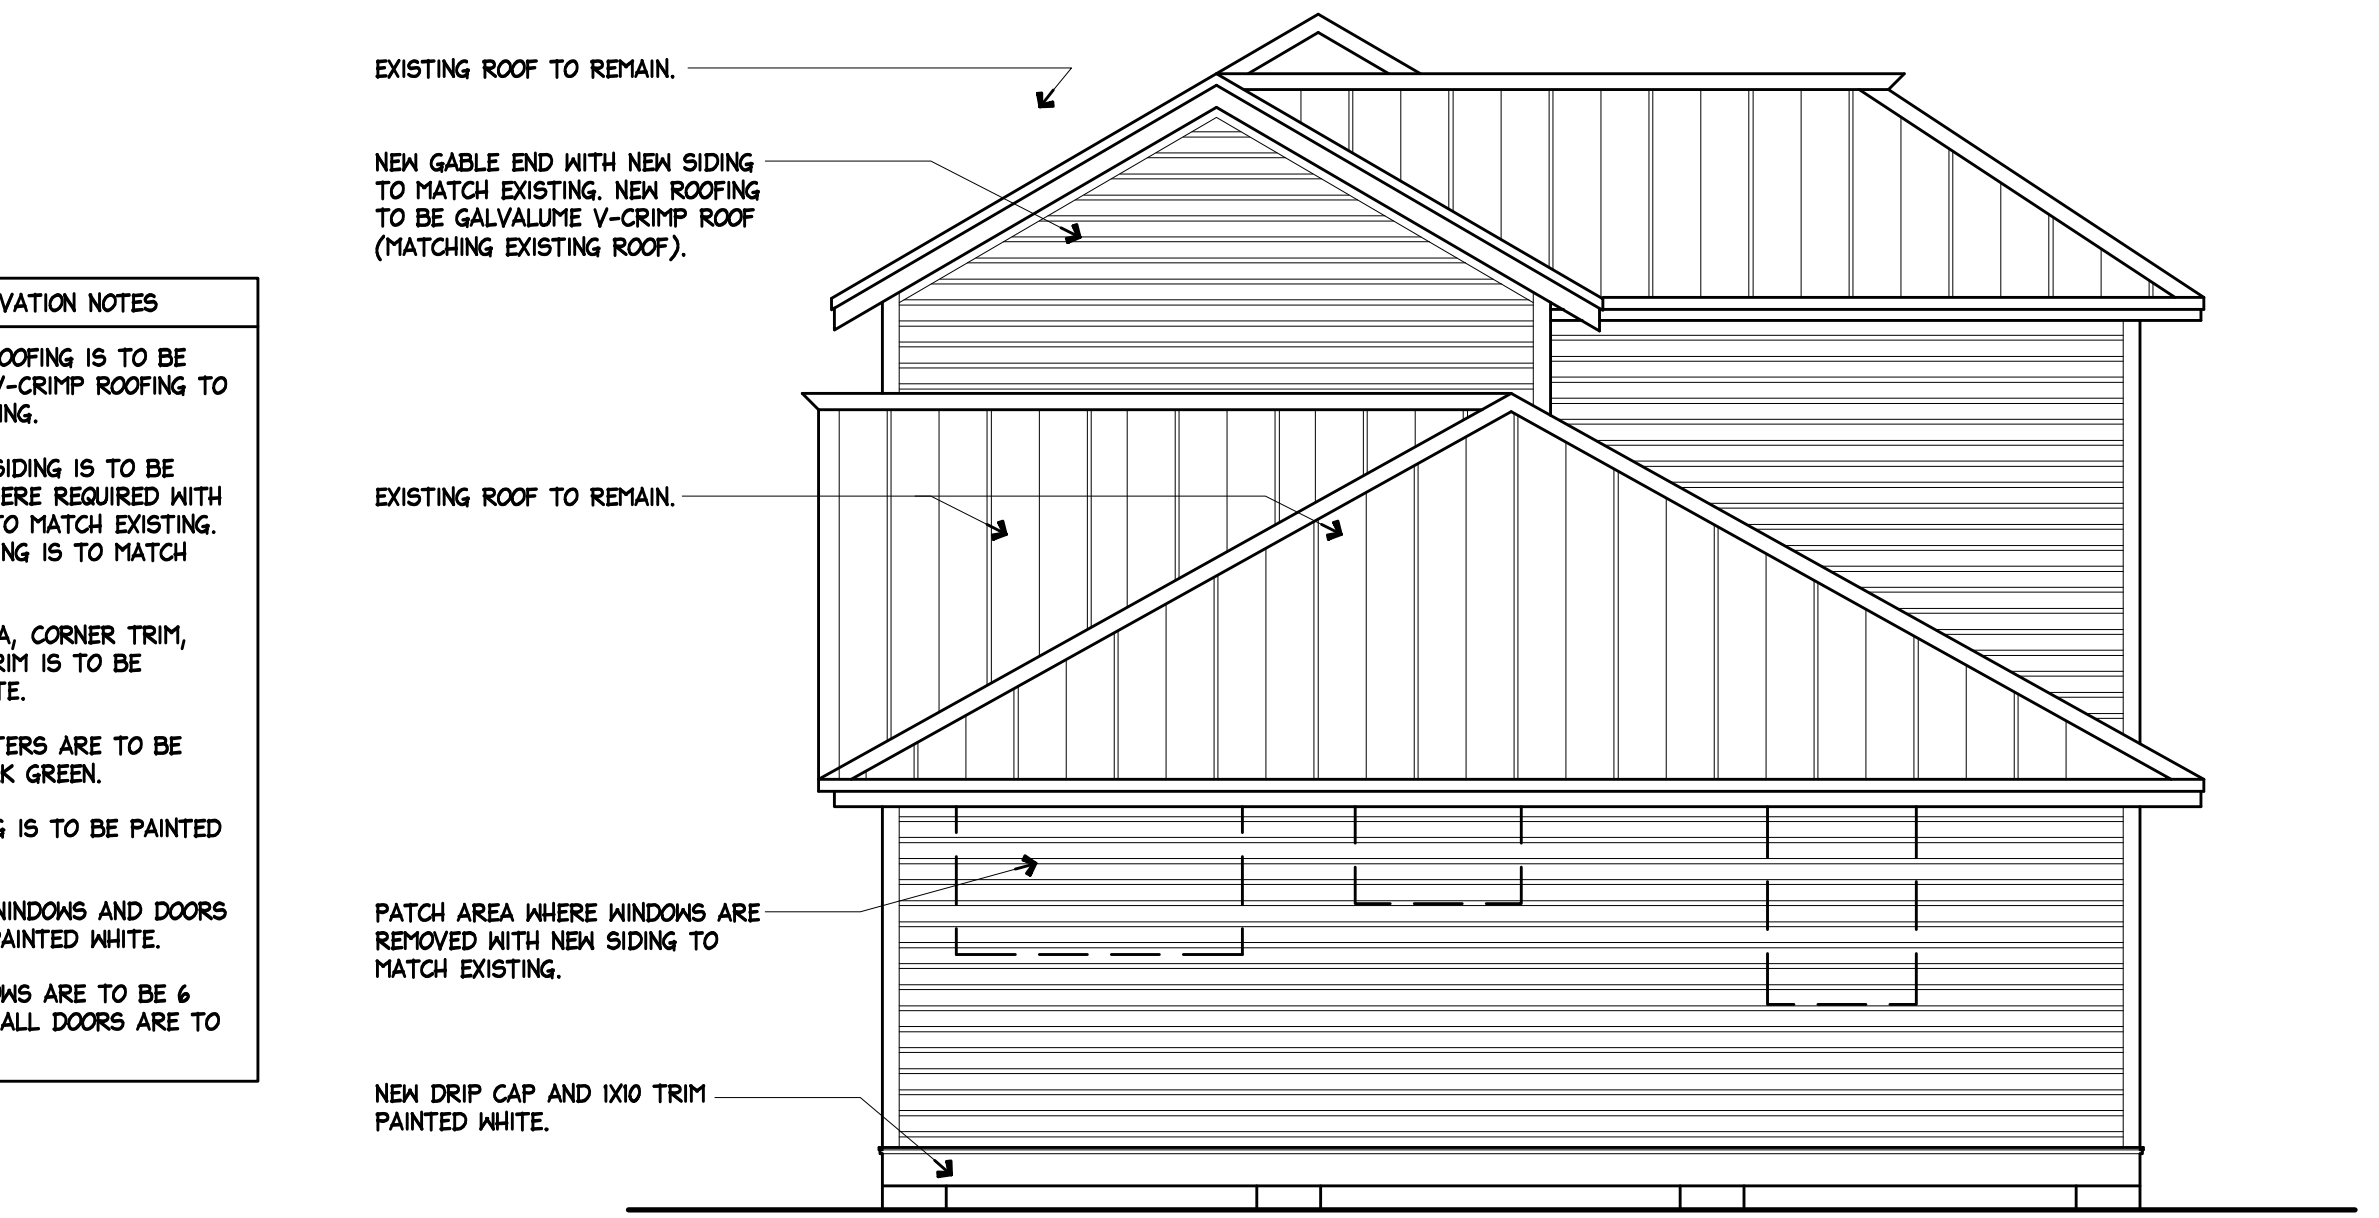 VATION NOTES
OOFING IS TO BE
V-CRIMP ROOFING TO
ING.
SIDING IS TO BE
ERE REQUIRED WITH
TO MATCH EXISTING.
NG IS TO MATCH
A, CORNER TRIM,
RIM IS TO BE
TE.
TERS ARE TO BE
K GREEN.
G IS TO BE PAINTED
WINDOWS AND DOORS
PAINTED WHITE.
OWS ARE TO BE 6
ALL DOORS ARE TO
EXISTING ROOF TO REMAIN.
NEW GABLE END WITH NEW SIDING
TO MATCH EXISTING. NEW ROOFING
TO BE GALVALUME V-CRIMP ROOF
(MATCHING EXISTING ROOF).
EXISTING ROOF TO REMAIN.
PATCH AREA WHERE WINDOWS ARE
REMOVED WITH NEW SIDING TO
MATCH EXISTING.
NEW DRIP CAP AND 1X10 TRIM
PAINTED WHITE.